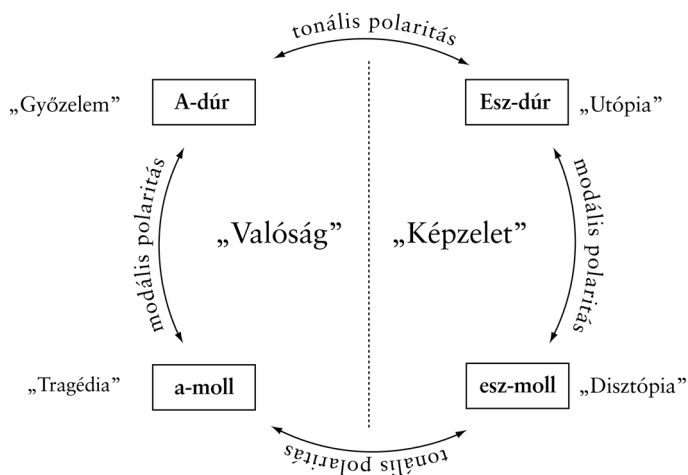 tonális polaritás
„Győzelem”
A-dúr
Esz-dúr
„Utópia”
modális polaritás
modális polaritás
„Valóság”
„Képzelet”
„Tragédia”
a-moll
esz-moll
„Disztópia”
tonális polaritás